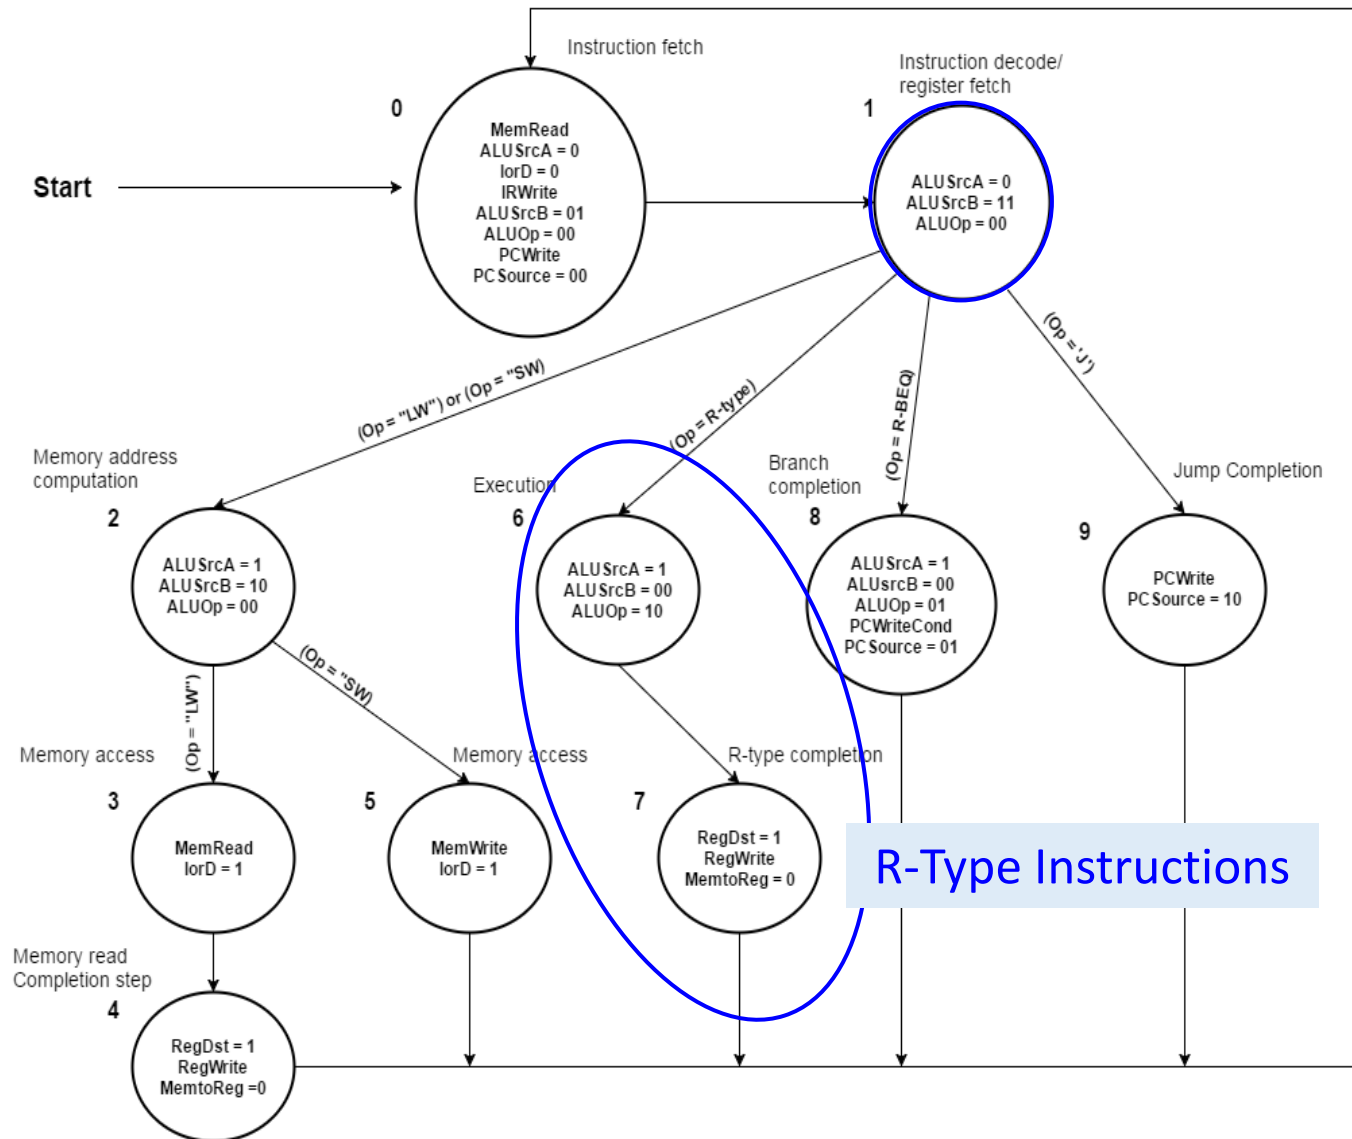 Instruction fetch
0
MemRead
ALUSrcA = 0
IorD = 0
IRWrite
ALUSrcB = 01
ALUOp = 00
PCWrite
PCSource = 00
Start
Instruction decode/
register fetch
1
ALUSrcA = 0
ALUSrcB = 11
ALUOp = 00
(Op = "LW") or (Op = "SW)
(Op = R-type)
(Op = R-BEQ)
(Op ='J')
Memory address
computation
2
ALUSrcA = 1
ALUSrcB = 10
ALUOp = 00
Execution
6
ALUSrcA = 1
ALUSrcB = 00
ALUOp = 10
Branch
completion
8
ALUSrcA = 1
ALUsrcB = 00
ALUOp = 01
PCWriteCond
PCSource = 01
Jump Completion
9
PCWrite
PCSource = 10
(Op = "LW")
(Op = "SW)
Memory access
3
MemRead
IorD = 1
Memory access
5
MemWrite
IorD = 1
R-type completion
7
RegDst = 1
RegWrite
MemtoReg = 0
R-Type Instructions
Memory read
Completion step
4
RegDst = 1
RegWrite
MemtoReg =0